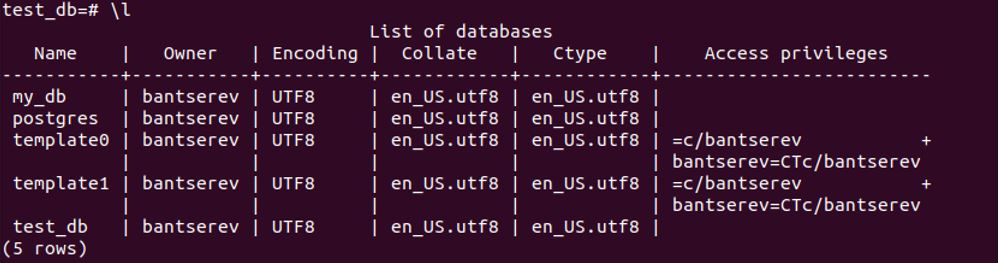 test_db=# \l
                                  List of databases
   Name    |   Owner   | Encoding |  Collate   |   Ctype    |    Access privileges
-----------+-----------+----------+------------+------------+-------------------------
 my_db     | bantserev | UTF8     | en_US.utf8 | en_US.utf8 |
 postgres  | bantserev | UTF8     | en_US.utf8 | en_US.utf8 |
 template0 | bantserev | UTF8     | en_US.utf8 | en_US.utf8 | =c/bantserev           +
           |           |          |            |            | bantserev=CTc/bantserev
 template1 | bantserev | UTF8     | en_US.utf8 | en_US.utf8 | =c/bantserev           +
           |           |          |            |            | bantserev=CTc/bantserev
 test_db   | bantserev | UTF8     | en_US.utf8 | en_US.utf8 |
(5 rows)